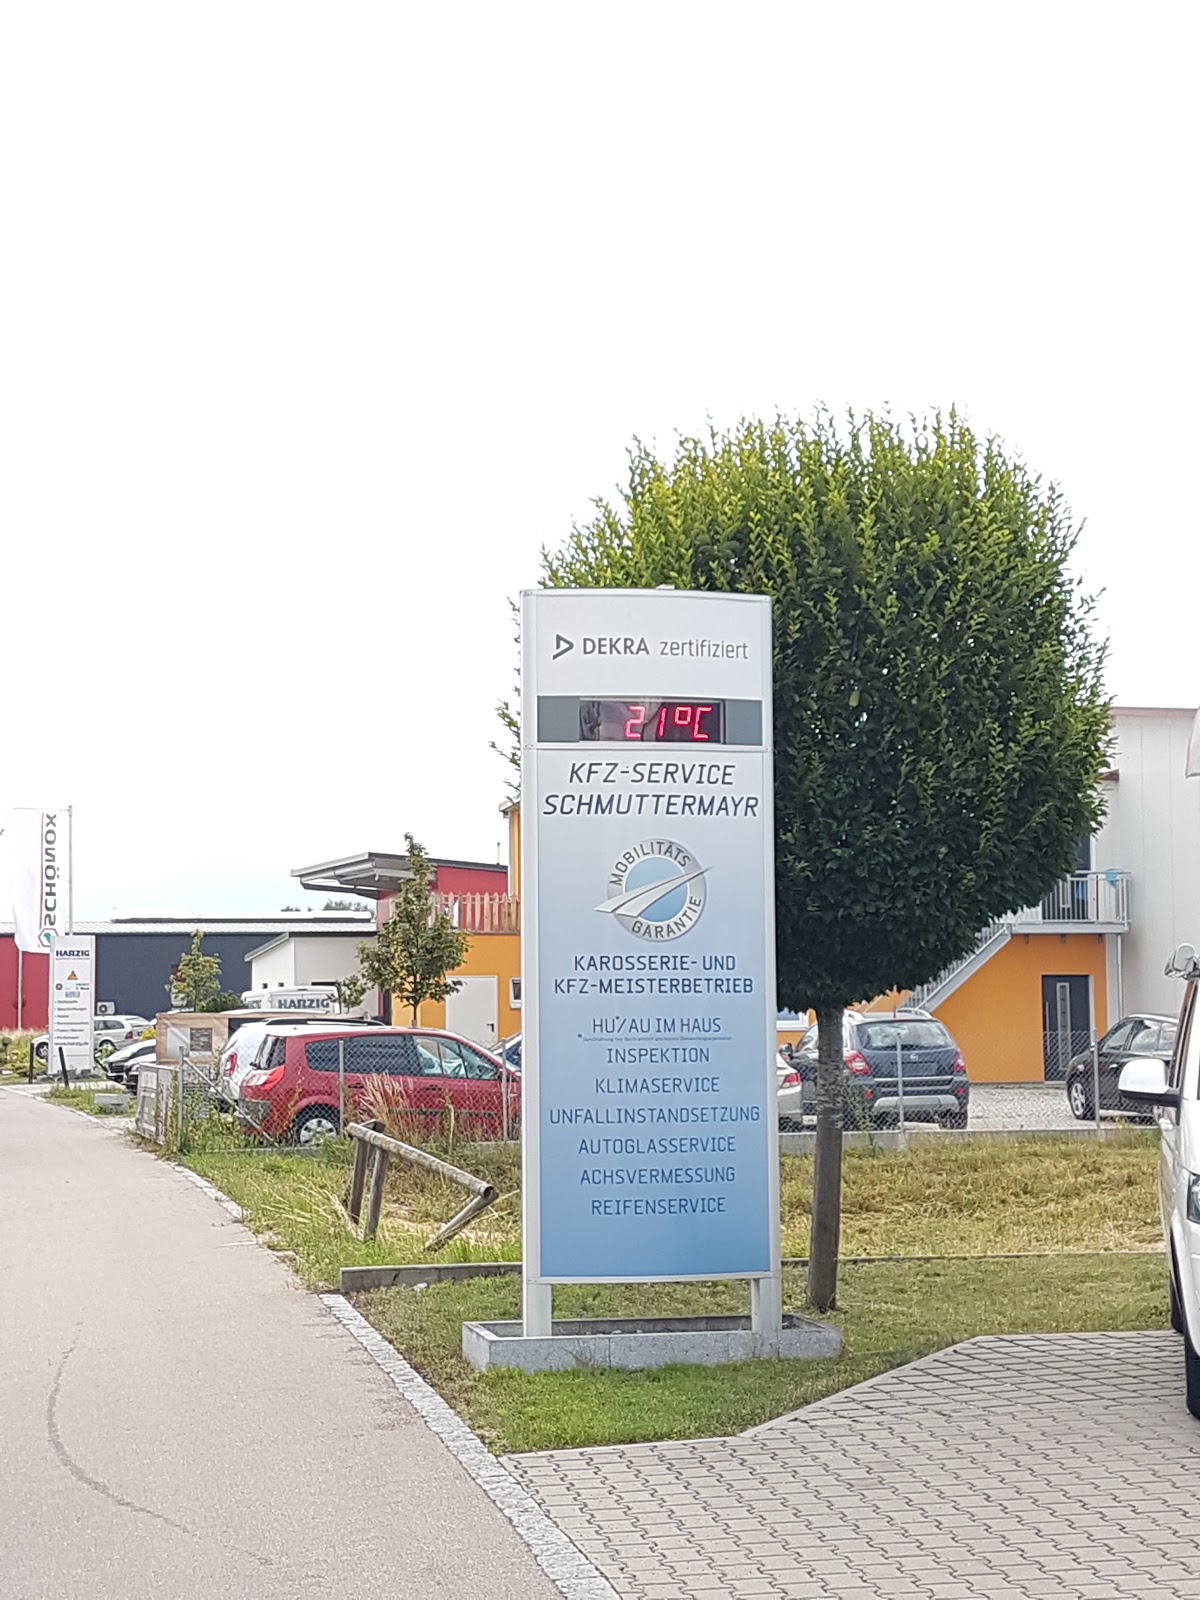 DEKRA zertifiziert
21°C
KFZ-SERVICE
SCHMUTTERMAYR
MOBILITÄTS
GARANTIE
KAROSSERIE- UND
KFZ-MEISTERBETRIEB
HU*/AU IM HAUS
INSPEKTION
KLIMASERVICE
UNFALLINSTANDSETZUNG
AUTOGLASSERVICE
ACHSVERMESSUNG
REIFENSERVICE
SCHÖNOX
HARZIG
HARZIG